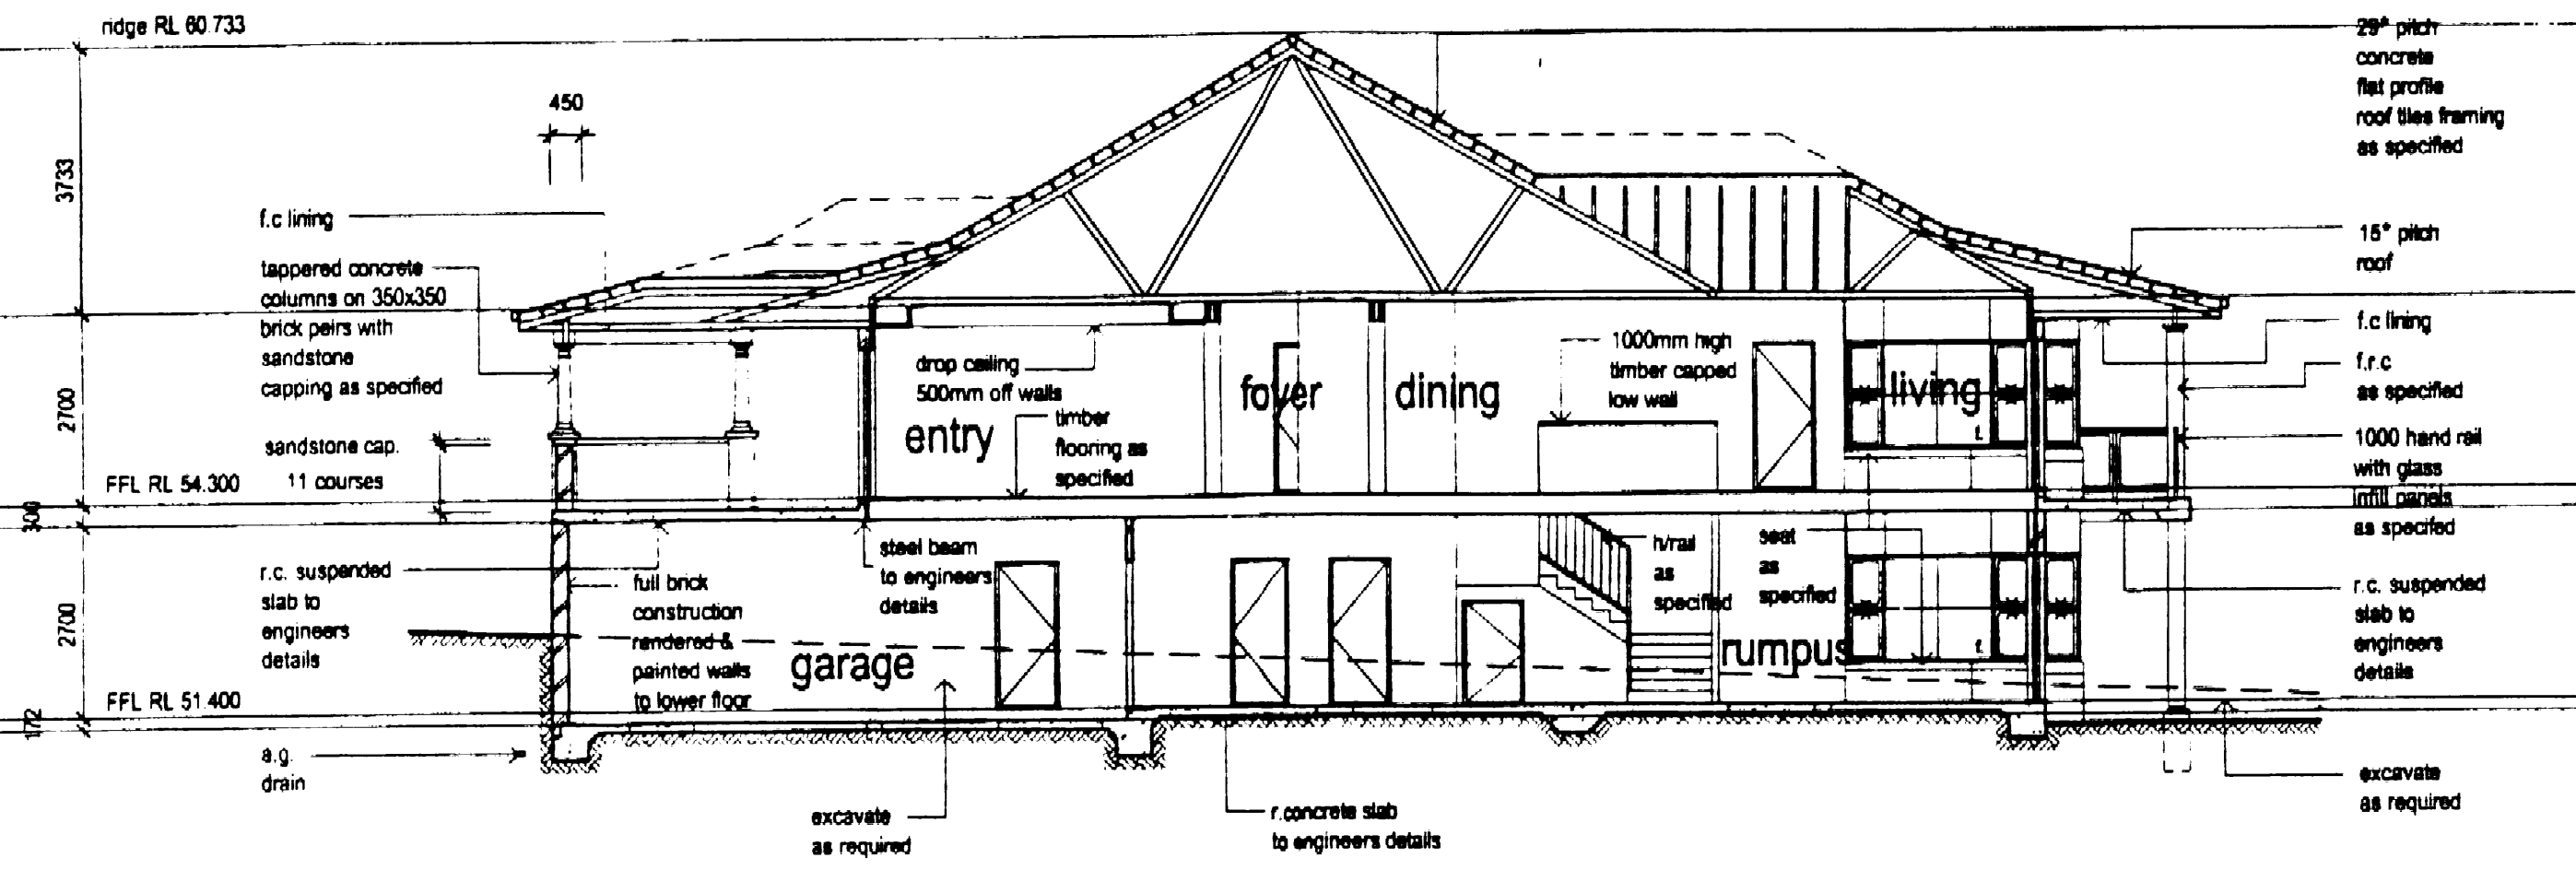 ridge RL 60.733
450
3733
f.c lining
tappered concrete
columns on 350x350
brick peirs with
sandstone
capping as specified
2700
sandstone cap.
11 courses
FFL RL 54.300
300
r.c. suspended
slab to
engineers
details
2700
FFL RL 51.400
172
a.g.
drain
full brick
construction
rendered &
painted walls
to lower floor
steel beam
to engineers
details
garage
excavate
as required
drop ceiling
500mm off walls
entry
timber
flooring as
specified
foyer
dining
1000mm high
timber capped
low wall
living
f.
h/rail
as
specified
seat
as
specified
rumpus
f.
r.concrete slab
to engineers details
29° pitch
concrete
flat profile
roof tiles framing
as specified
15° pitch
roof
f.c lining
f.r.c
as specified
1000 hand rail
with glass
infill panels
as specifed
r.c. suspended
slab to
engineers
details
excavate
as required